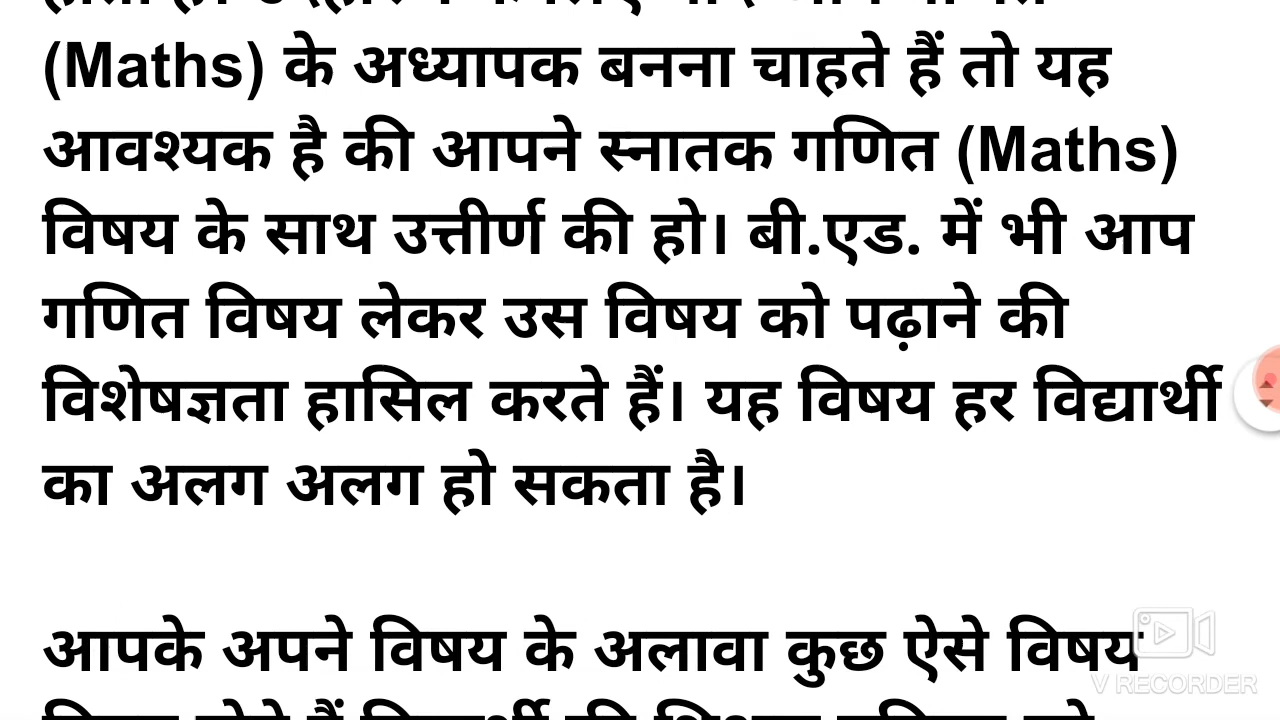 (Maths) के अध्यापक बनना चाहते हैं तो यह
आवश्यक है की आपने स्नातक गणित (Maths)
विषय के साथ उत्तीर्ण की हो। बी.एड. में भी आप
गणित विषय लेकर उस विषय को पढ़ाने की
विशेषज्ञता हासिल करते हैं। यह विषय हर विद्यार्थी
का अलग अलग हो सकता है।
आपके अपने विषय के अलावा कुछ ऐसे विषय
V RECORDER